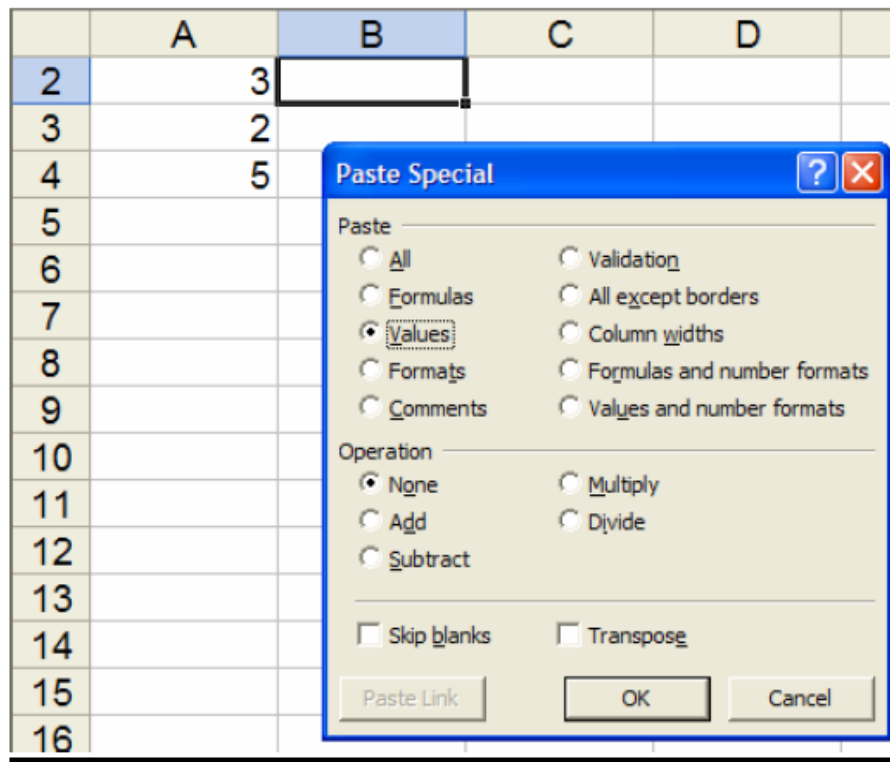 A B C D
2 3
3 2
4 5
5
6
7
8
9
10
11
12
13
14
15
16
Paste Special ?
Paste
All Validation
Formulas All except borders
Values Column widths
Formats Formulas and number formats
Comments Values and number formats
Operation
None Multiply
Add Divide
Subtract
Skip blanks Transpose
Paste Link OK Cancel